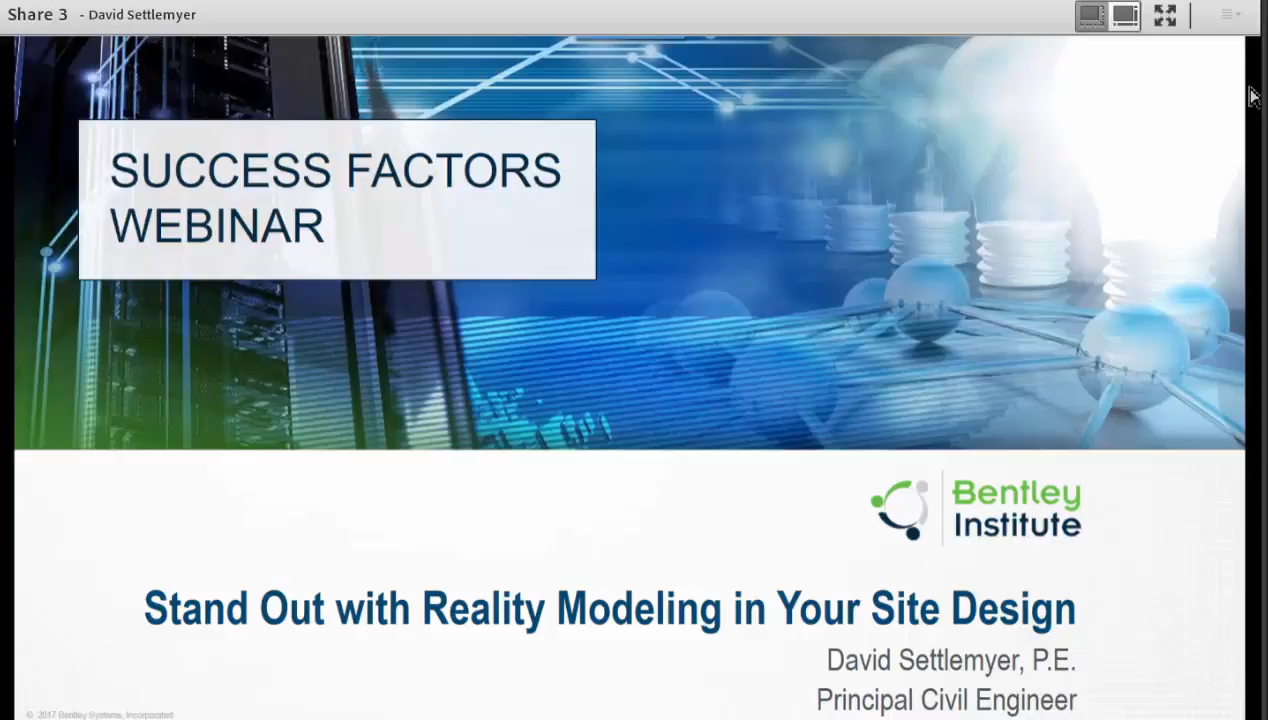 Share 3 - David Settlemyer
SUCCESS FACTORS
WEBINAR
Bentley
Institute
Stand Out with Reality Modeling in Your Site Design
David Settlemyer, P.E.
Principal Civil Engineer
© 2017 Bentley Systems, Incorporated